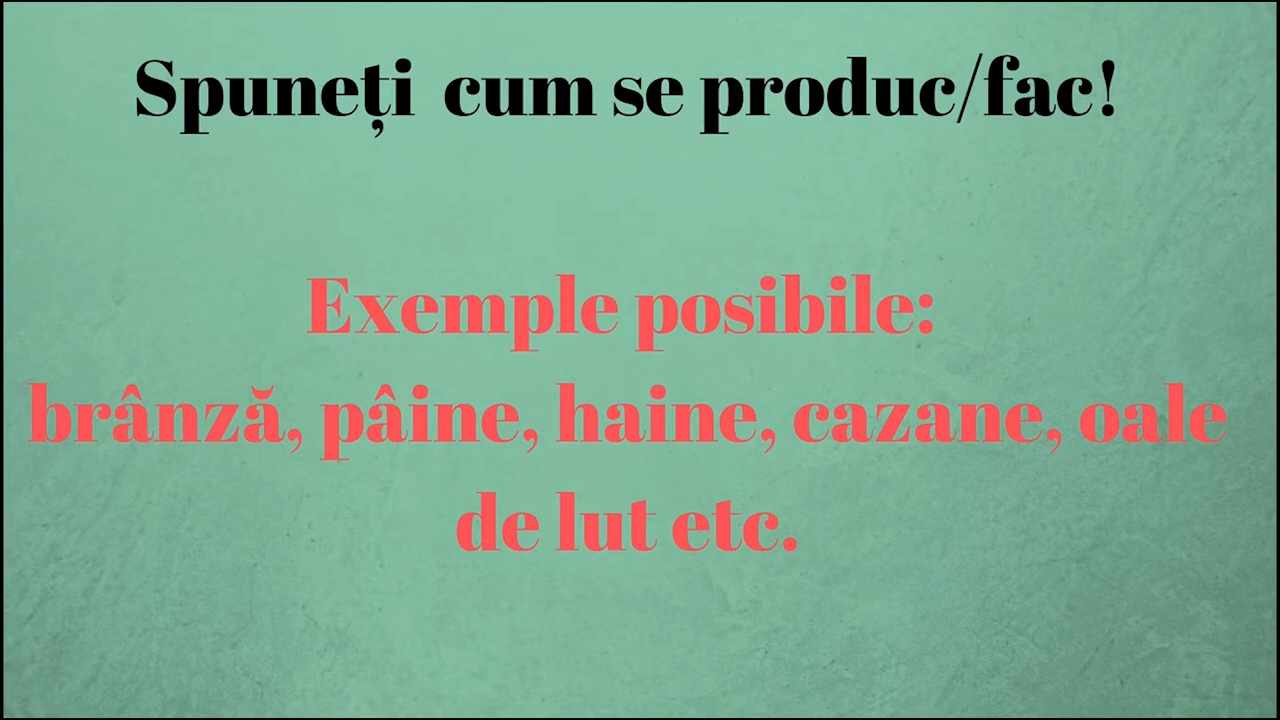 Spuneți cum se produc/fac!
Exemple posibile:
brânză, pâine, haine, cazane, oale
de lut etc.